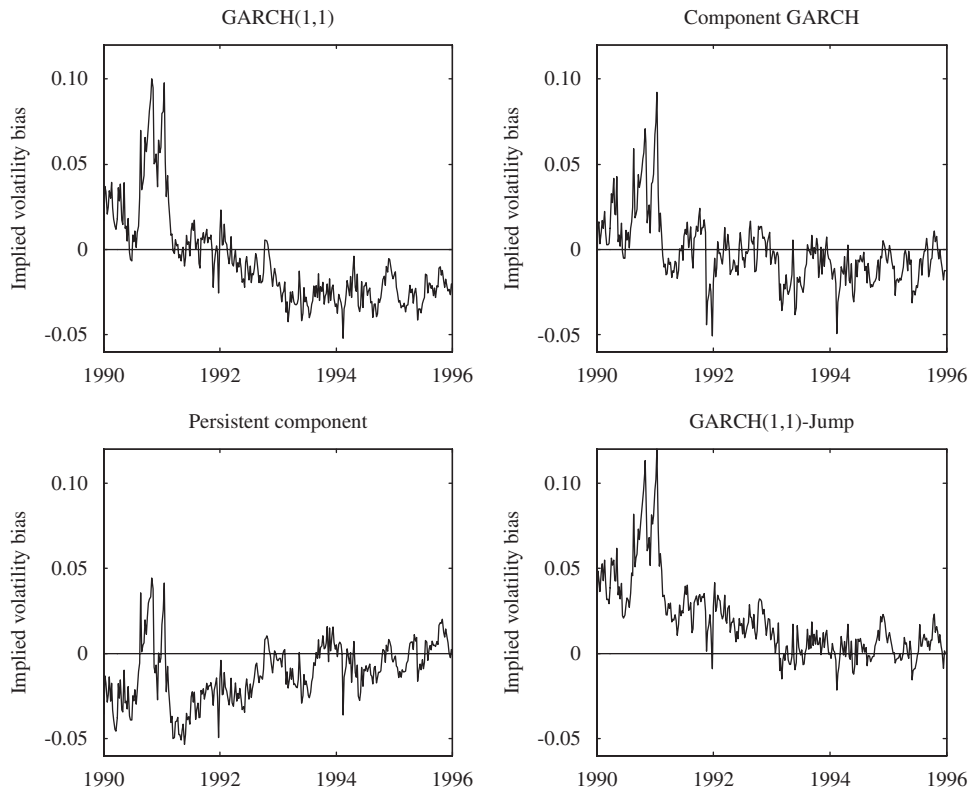 GARCH(1,1)
Implied volatility bias
0.10
0.05
0
-0.05
1990 1992 1994 1996
Component GARCH
Implied volatility bias
0.10
0.05
0
-0.05
1990 1992 1994 1996
Persistent component
Implied volatility bias
0.10
0.05
0
-0.05
1990 1992 1994 1996
GARCH(1,1)-Jump
Implied volatility bias
0.10
0.05
0
-0.05
1990 1992 1994 1996